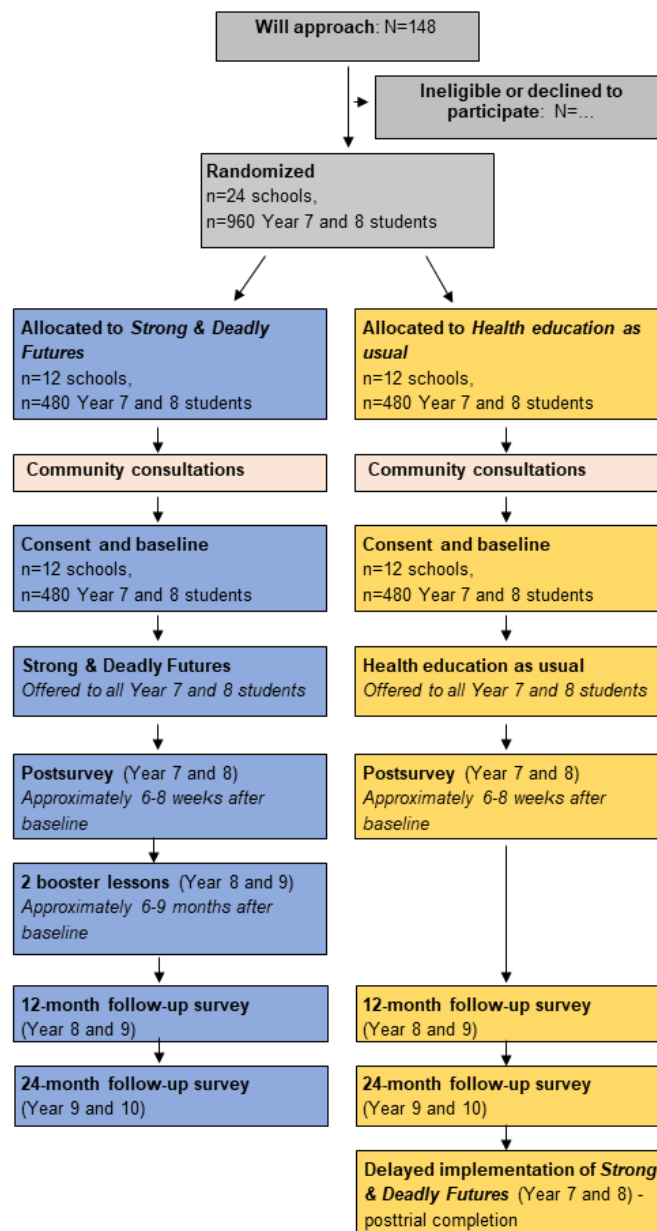 Will approach: N=148
Ineligible or declined to
participate: N=...
Randomized
n=24 schools,
n=960 Year 7 and 8 students
Allocated to Strong & Deadly
Futures
n=12 schools,
n=480 Year 7 and 8 students
Allocated to Health education as
usual
n=12 schools,
n=480 Year 7 and 8 students
Community consultations
Community consultations
Consent and baseline
n=12 schools,
n=480 Year 7 and 8 students
Consent and baseline
n=12 schools,
n=480 Year 7 and 8 students
Strong & Deadly Futures
Offered to all Year 7 and 8 students
Health education as usual
Offered to all Year 7 and 8 students
Postsurvey (Year 7 and 8)
Approximately 6-8 weeks after
baseline
Postsurvey (Year 7 and 8)
Approximately 6-8 weeks after
baseline
2 booster lessons (Year 8 and 9)
Approximately 6-9 months after
baseline
12-month follow-up survey
(Year 8 and 9)
12-month follow-up survey
(Year 8 and 9)
24-month follow-up survey
(Year 9 and 10)
24-month follow-up survey
(Year 9 and 10)
Delayed implementation of Strong
& Deadly Futures (Year 7 and 8) -
posttrial completion